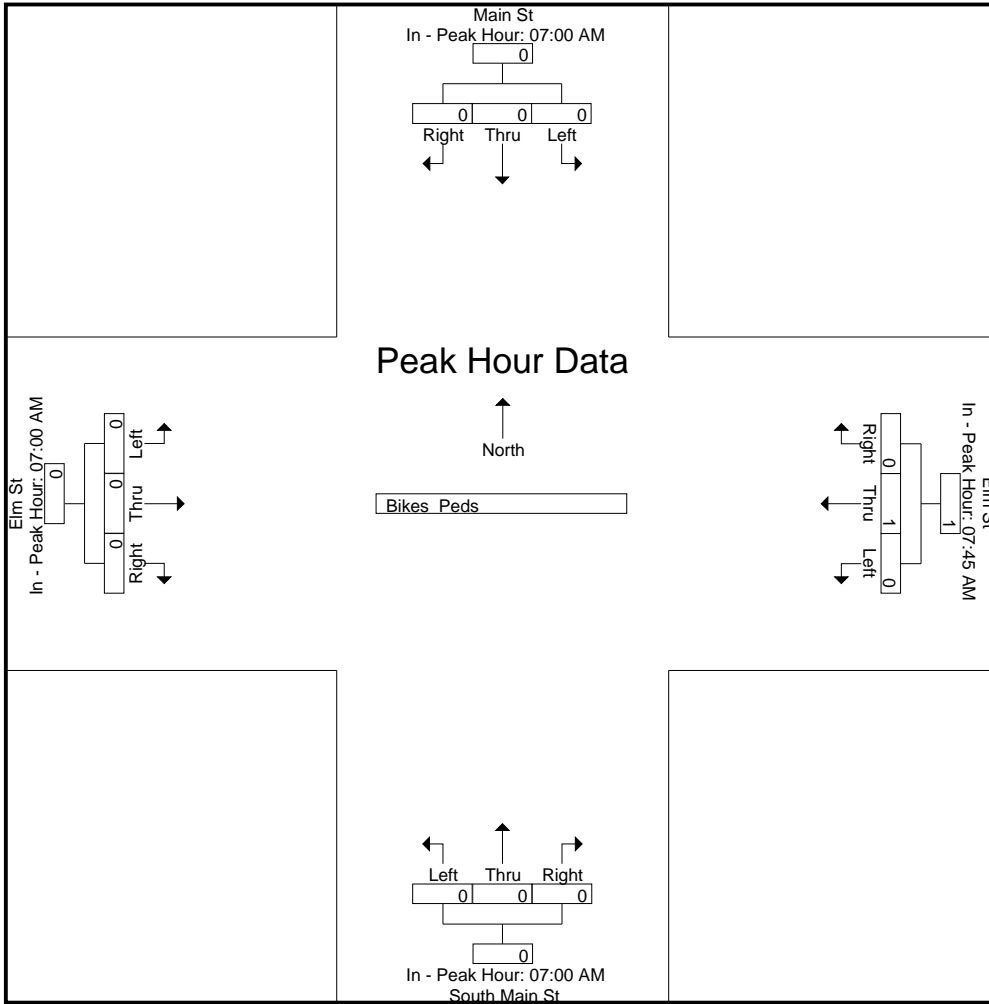 Main St
In - Peak Hour: 07:00 AM
0
0 0 0
Right Thru Left
Peak Hour Data
North
Bikes Peds
Elm St
In - Peak Hour: 07:00 AM
0
0 0 0
Left Thru Right
Elm St
In - Peak Hour: 07:45 AM
1
0 1 0
Right Thru Left
Left Thru Right
0 0 0
0
In - Peak Hour: 07:00 AM
South Main St